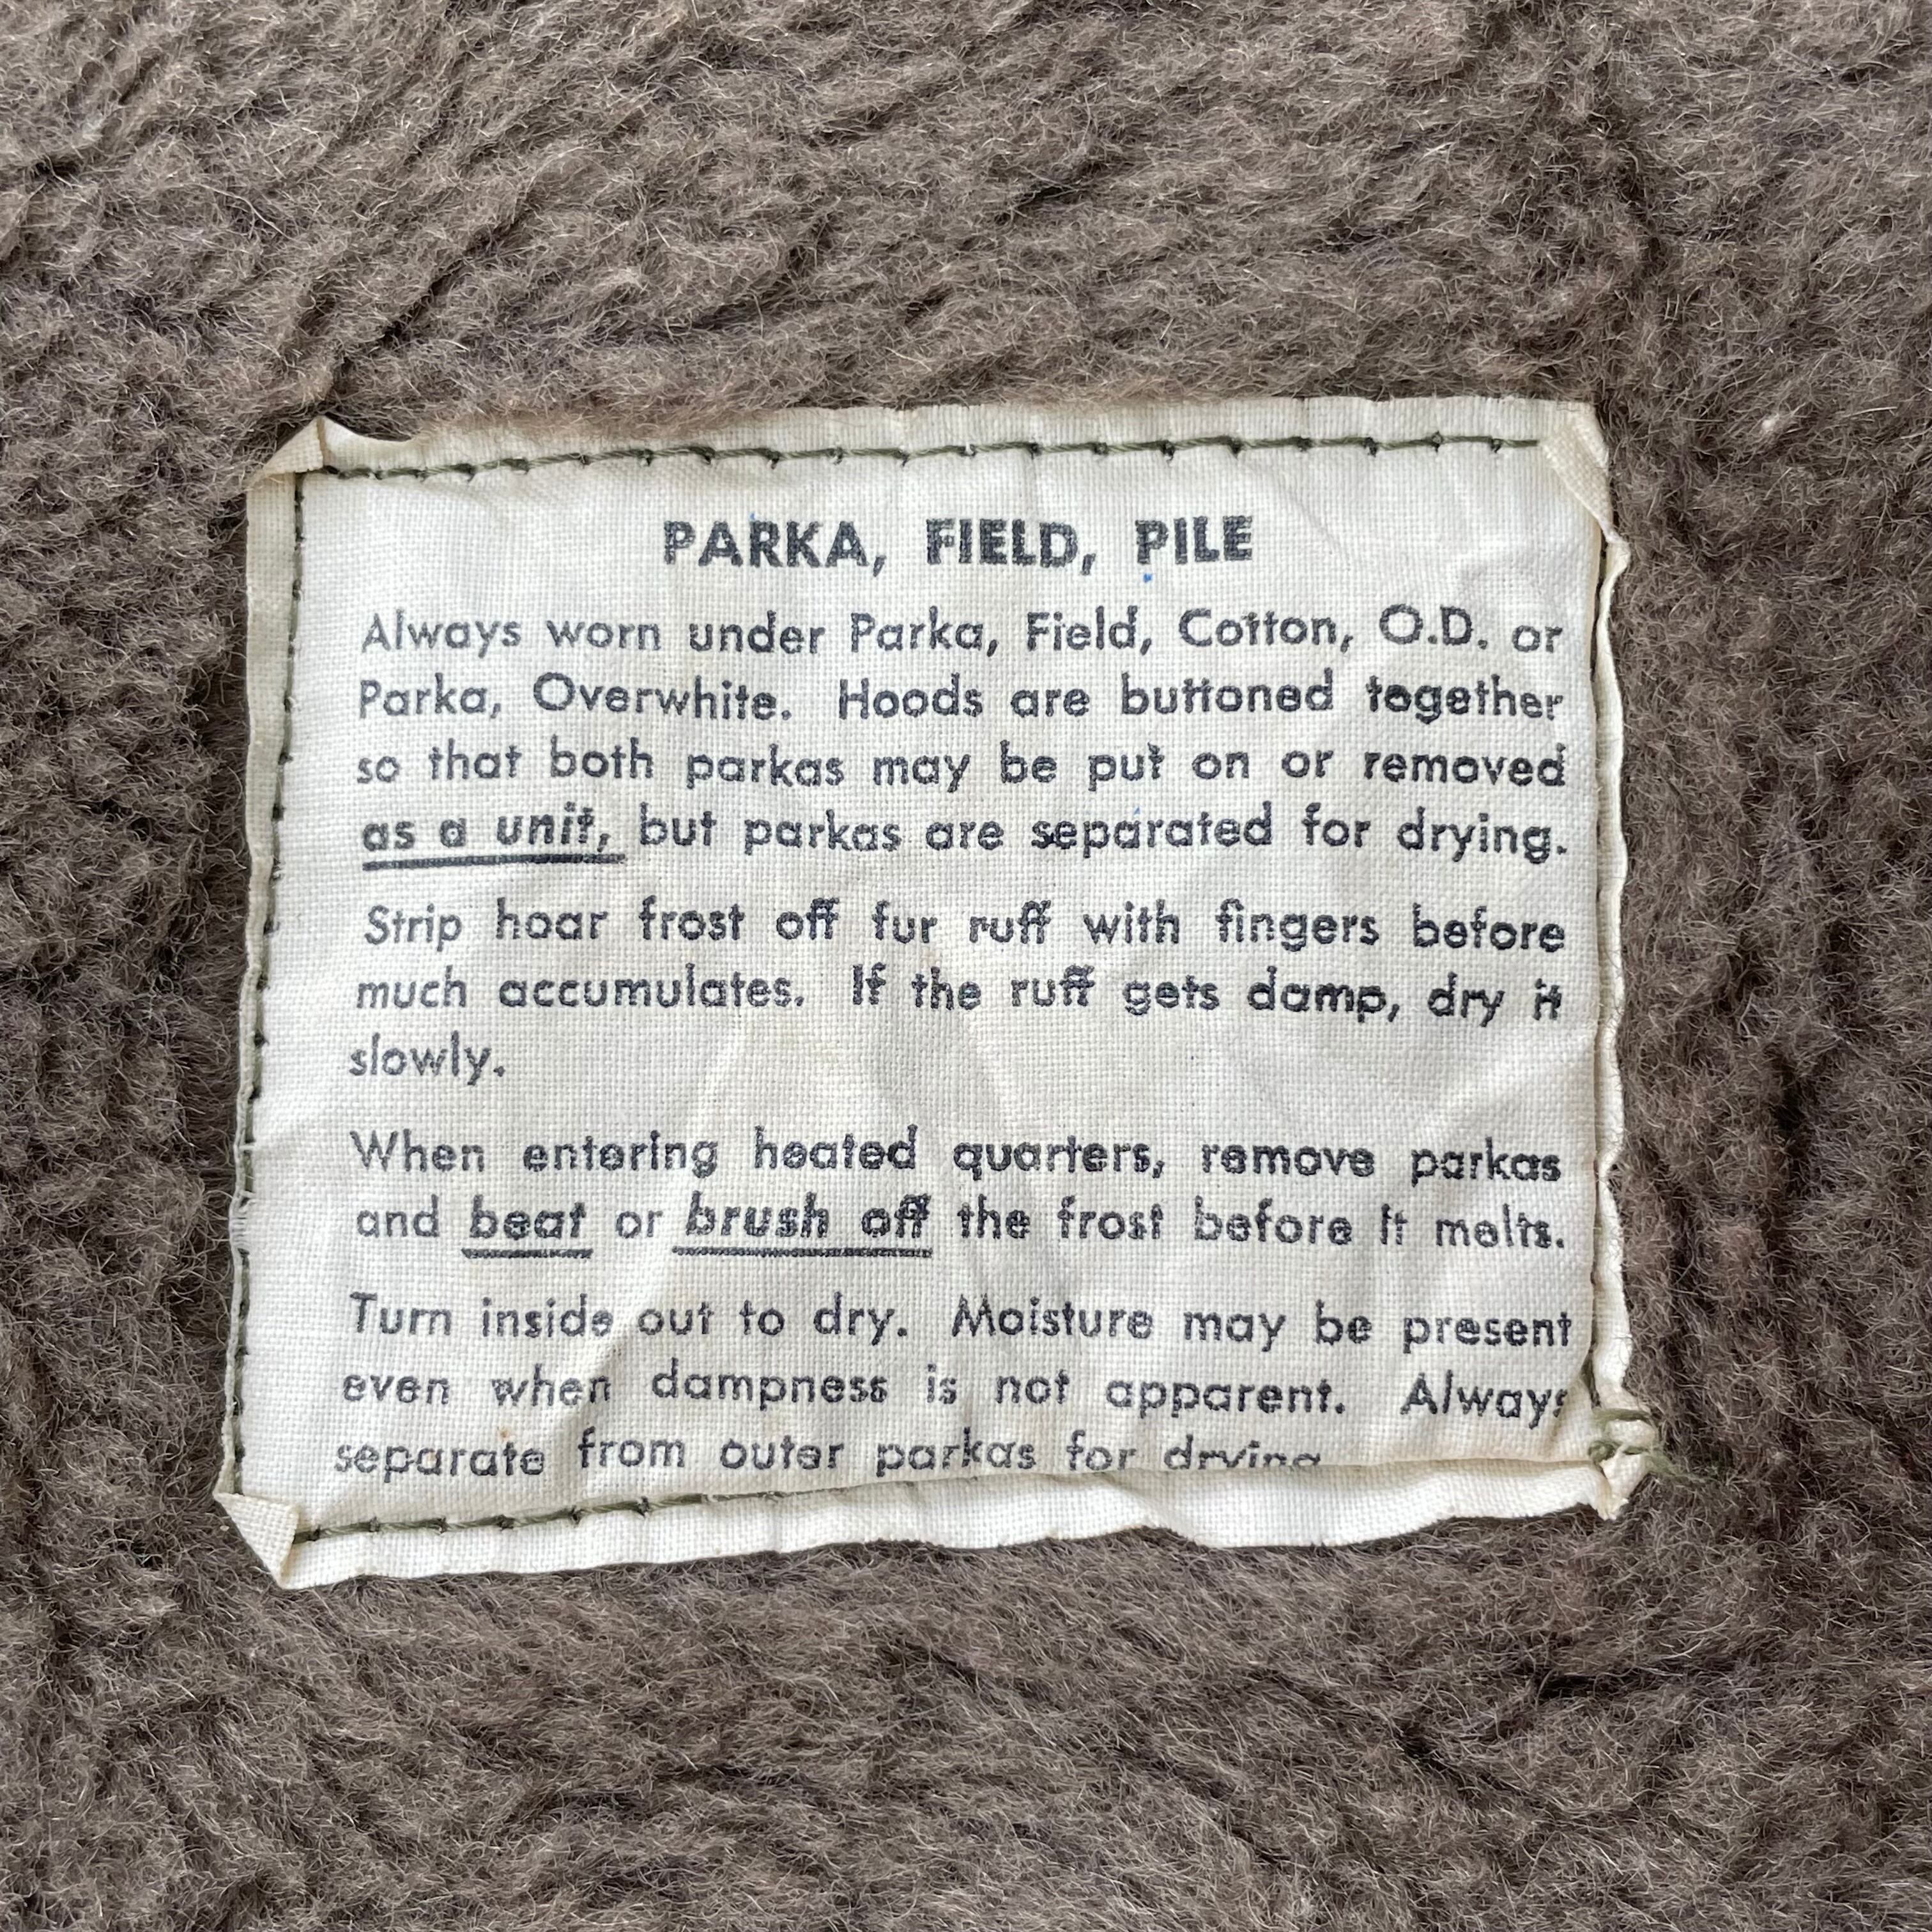 PARKA, FIELD, PILE
Always worn under Parka, Field, Cotton, O.D. or
Parka, Overwhite. Hoods are buttoned together
so that both parkas may be put on or removed
as a unit, but parkas are separated for drying.
Strip hoar frost off fur ruff with fingers before
much accumulates. If the ruff gets damp, dry it
slowly.
When entering heated quarters, remove parkas
and beat or brush off the frost before it melts.
Turn inside out to dry. Moisture may be present
even when dampness is not apparent. Always
separate from outer parkas for drying